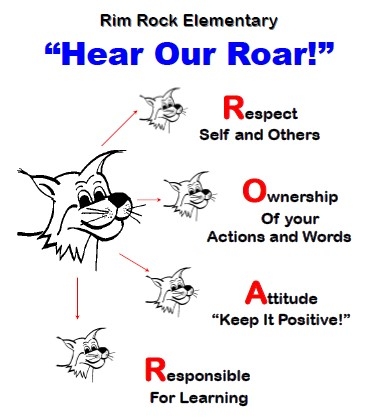 Rim Rock Elementary
“Hear Our Roar!”
Respect
Self and Others
Ownership
Of your
Actions and Words
Attitude
“Keep It Positive!”
Responsible
For Learning